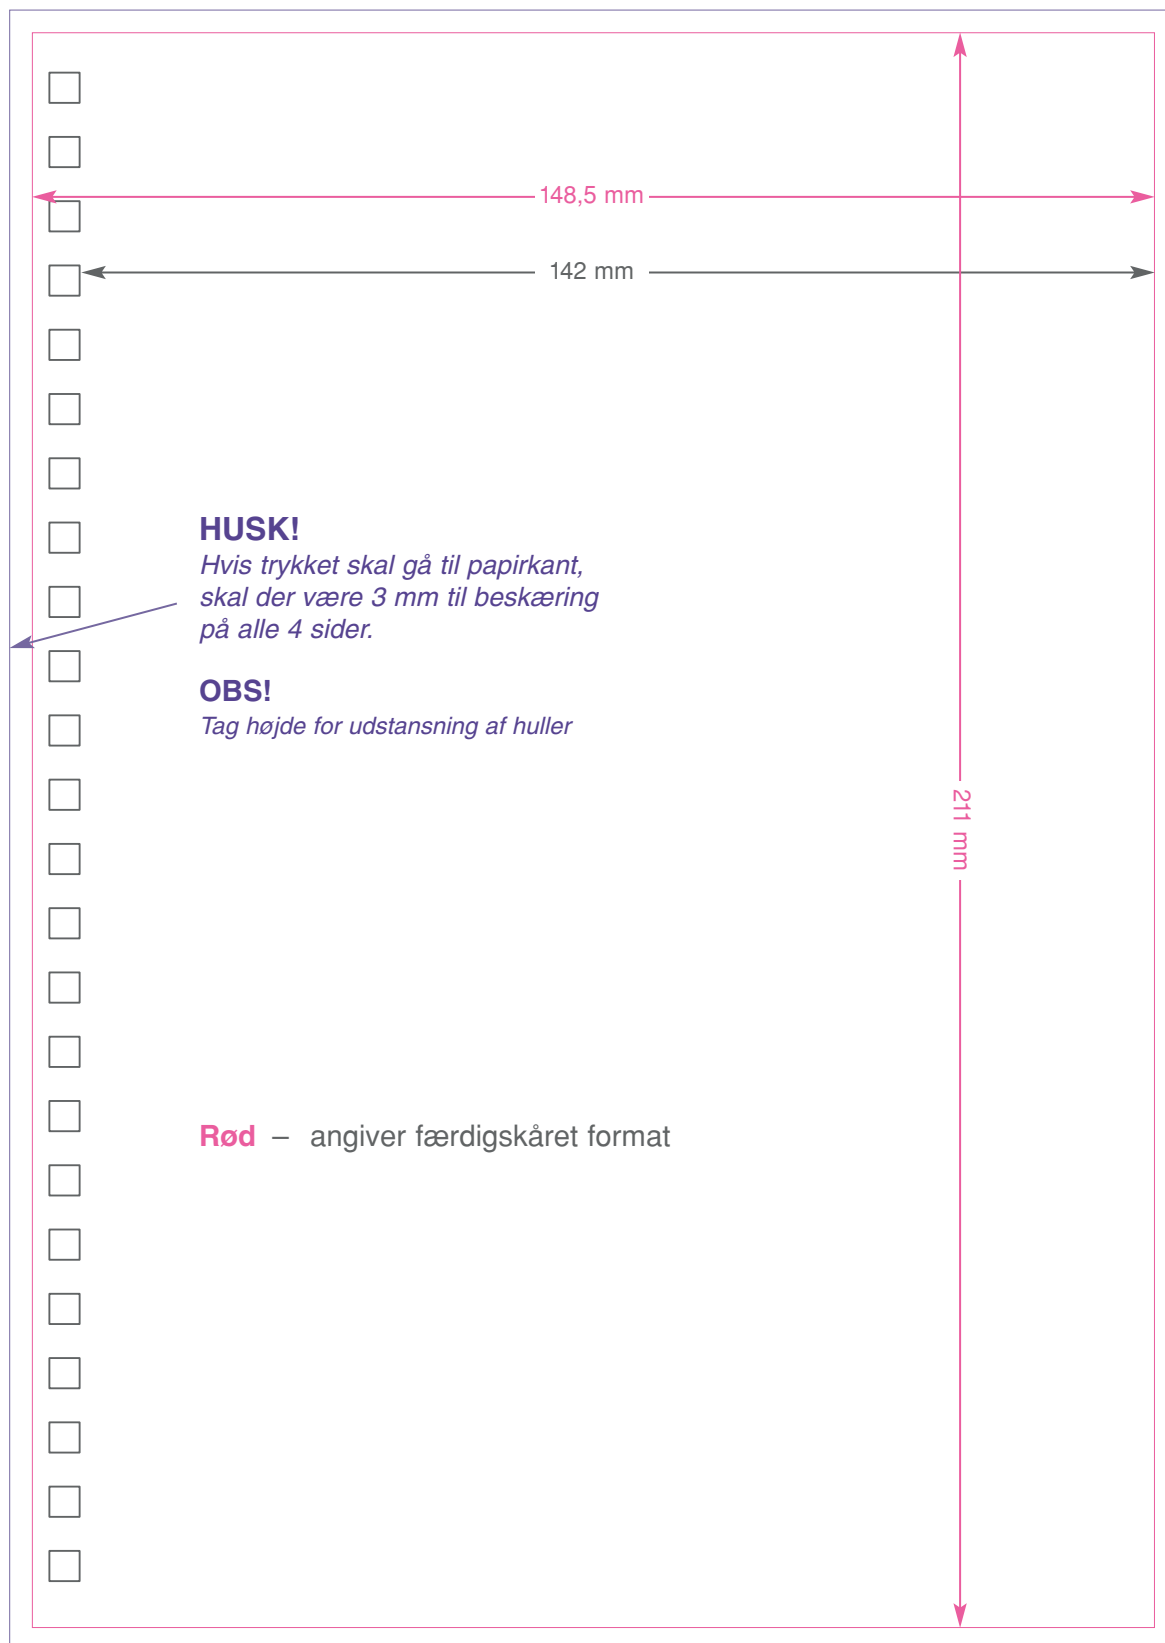 148,5 mm
142 mm
HUSK!
Hvis trykket skal gå til papirkant,
skal der være 3 mm til beskæring
på alle 4 sider.
OBS!
Tag højde for udstansning af huller
211 mm
Rød – angiver færdigskåret format